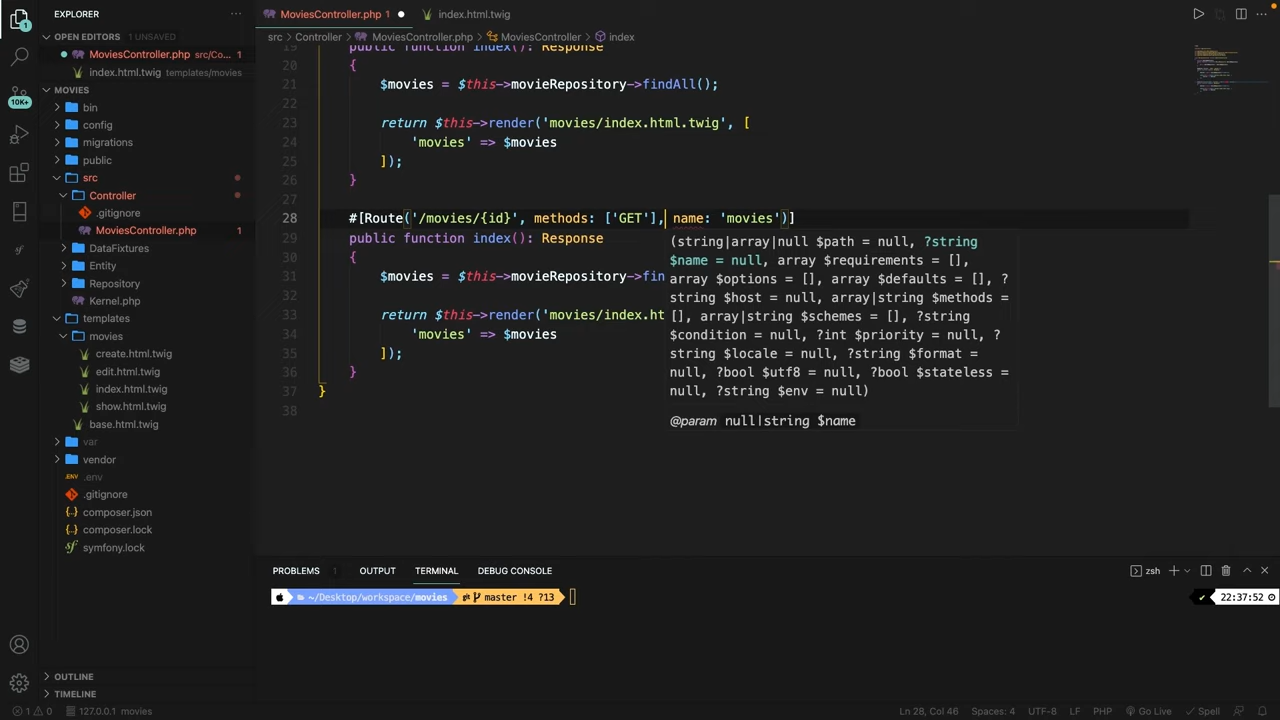 EXPLORER
OPEN EDITORS
MoviesController.php src/Co... 1
index.html.twig templates/movies
MOVIES
bin
config
migrations
public
src
Controller
.gitignore
MoviesController.php 1
DataFixtures
Entity
Repository
Kernel.php
templates
movies
create.html.twig
edit.html.twig
index.html.twig
show.html.twig
base.html.twig
var
vendor
.env
.gitignore
composer.json
composer.lock
symfony.lock
OUTLINE
TIMELINE
10K+
1
MoviesController.php 1
index.html.twig
src > Controller > MoviesController.php > MoviesController > index
19 public function index(): Response
20 {
21 $movies = $this->movieRepository->findAll();
22
23 return $this->render('movies/index.html.twig', [
24 'movies' => $movies
25 ]);
26 }
27
28 #[Route('/movies/{id}', methods: ['GET'], name: 'movies')]
29 public function index(): Response
30 {
31 $movies = $this->movieRepository->fin
32
33 return $this->render('movies/index.ht
34 'movies' => $movies
35 ]);
36 }
37 }
38
(string|array|null $path = null, ?string
$name = null, array $requirements = [],
array $options = [], array $defaults = [], ?
string $host = null, array|string $methods =
[], array|string $schemes = [], ?string
$condition = null, ?int $priority = null, ?
string $locale = null, ?string $format =
null, ?bool $utf8 = null, ?bool $stateless =
null, ?string $env = null)
@param null|string $name
PROBLEMS 1 OUTPUT TERMINAL DEBUG CONSOLE
zsh
~/Desktop/workspace/movies master !4 ?13
22:37:52
1 0 127.0.0.1 movies
Ln 28, Col 46 Spaces: 4 UTF-8 LF PHP Go Live Spell